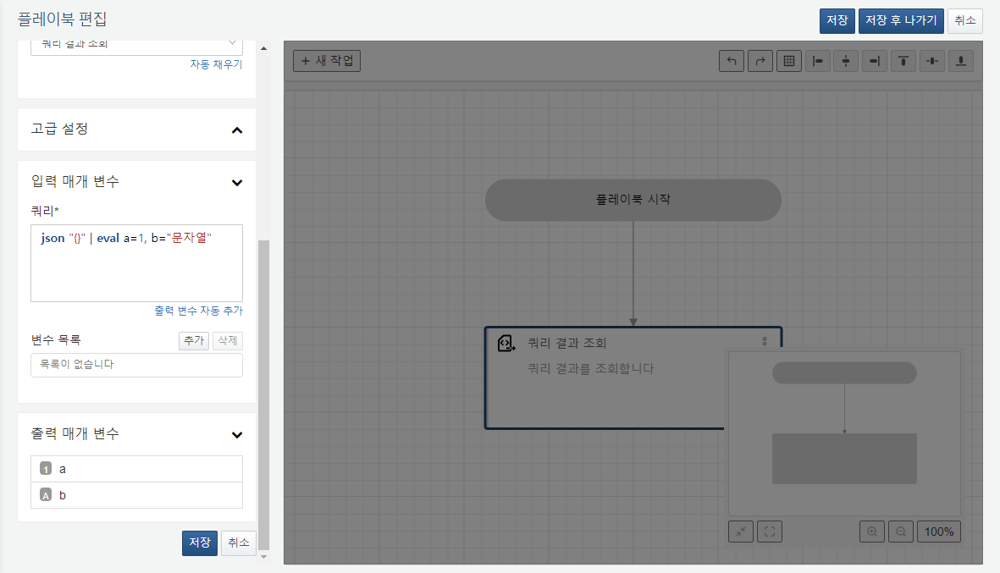 플레이북 편집
저장 저장 후 나가기 취소
쿼리 결과 조회
자동 채우기
고급 설정
입력 매개 변수
쿼리*
json "{}" | eval a=1, b="문자열"
출력 변수 자동 추가
변수 목록 추가 삭제
목록이 없습니다
출력 매개 변수
1 a
A b
저장 취소
+ 새 작업
플레이북 시작
쿼리 결과 조회
쿼리 결과를 조회합니다
100%